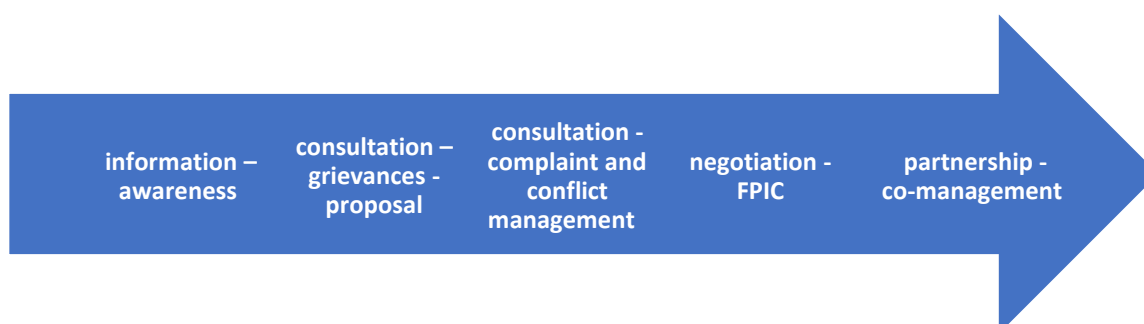 information –
awareness
consultation –
grievances -
proposal
consultation -
complaint and
conflict
management
negotiation -
FPIC
partnership -
co-management